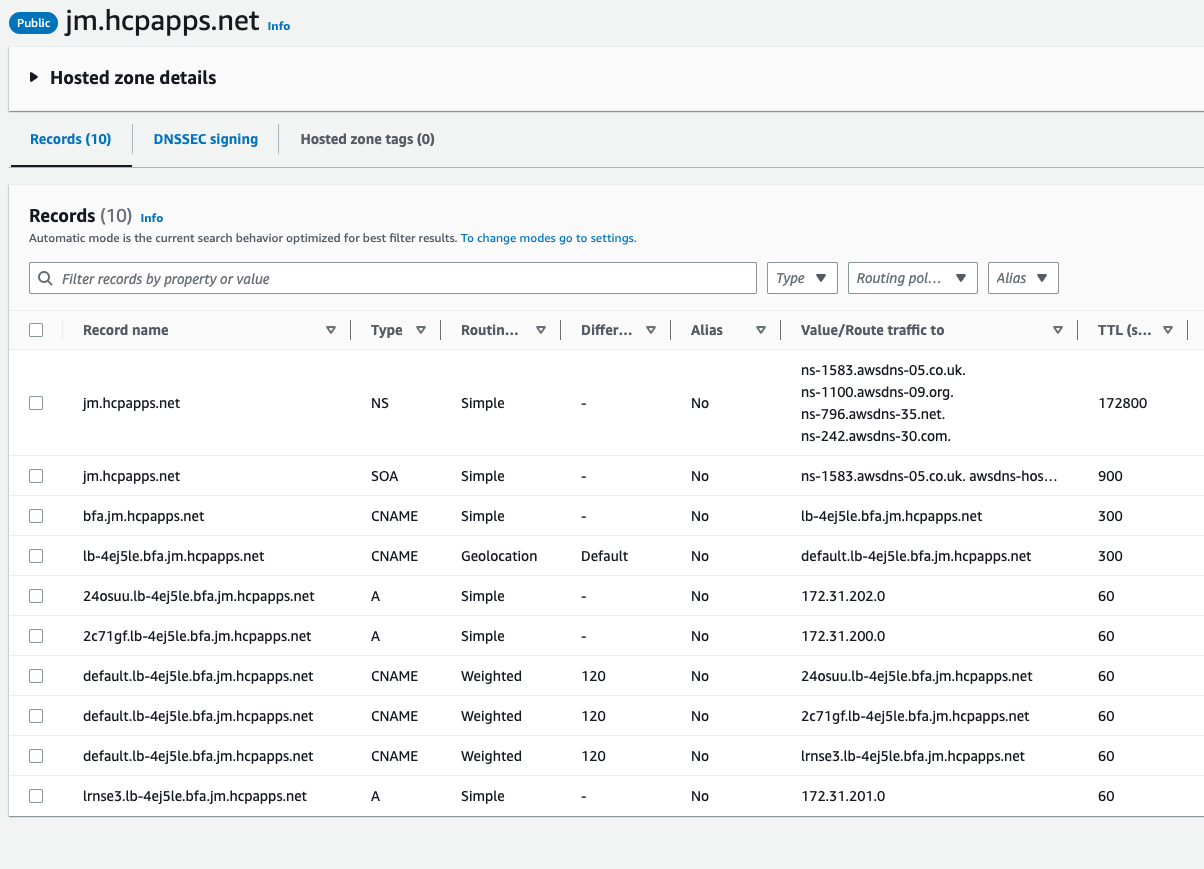 Public jm.hcpapps.net Info
Hosted zone details
Records (10) DNSSEC signing Hosted zone tags (0)
Records (10) Info
Automatic mode is the current search behavior optimized for best filter results. To change modes go to settings.
Filter records by property or value Type Routing pol... Alias
Record name Type Routin... Differ... Alias Value/Route traffic to TTL (s...
ns-1583.awsdns-05.co.uk.
ns-1100.awsdns-09.org.
jm.hcpapps.net NS Simple - No 172800
ns-796.awsdns-35.net.
ns-242.awsdns-30.com.
jm.hcpapps.net SOA Simple - No ns-1583.awsdns-05.co.uk. awsdns-hos... 900
bfa.jm.hcpapps.net CNAME Simple - No lb-4ej5le.bfa.jm.hcpapps.net 300
lb-4ej5le.bfa.jm.hcpapps.net CNAME Geolocation Default No default.lb-4ej5le.bfa.jm.hcpapps.net 300
24osuu.lb-4ej5le.bfa.jm.hcpapps.net A Simple - No 172.31.202.0 60
2c71gf.lb-4ej5le.bfa.jm.hcpapps.net A Simple - No 172.31.200.0 60
default.lb-4ej5le.bfa.jm.hcpapps.net CNAME Weighted 120 No 24osuu.lb-4ej5le.bfa.jm.hcpapps.net 60
default.lb-4ej5le.bfa.jm.hcpapps.net CNAME Weighted 120 No 2c71gf.lb-4ej5le.bfa.jm.hcpapps.net 60
default.lb-4ej5le.bfa.jm.hcpapps.net CNAME Weighted 120 No lrnse3.lb-4ej5le.bfa.jm.hcpapps.net 60
lrnse3.lb-4ej5le.bfa.jm.hcpapps.net A Simple - No 172.31.201.0 60